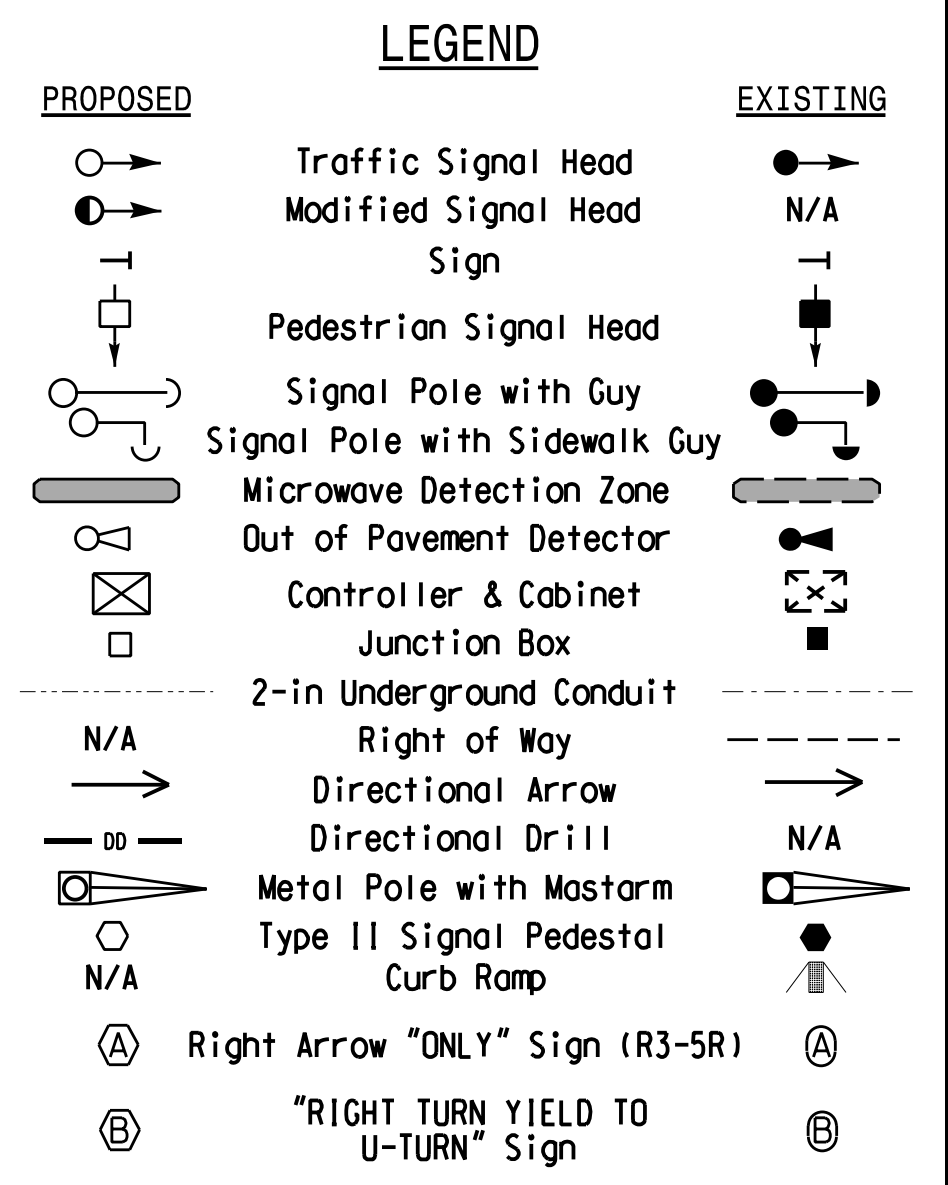 LEGEND
PROPOSED EXISTING
Traffic Signal Head
Modified Signal Head N/A
Sign
Pedestrian Signal Head
Signal Pole with Guy
Signal Pole with Sidewalk Guy
Microwave Detection Zone
Out of Pavement Detector
Controller & Cabinet
Junction Box
2-in Underground Conduit
N/A Right of Way
Directional Arrow
DD Directional Drill N/A
Metal Pole with Mastarm
Type II Signal Pedestal
N/A Curb Ramp
A Right Arrow "ONLY" Sign (R3-5R) A
"RIGHT TURN YIELD TO
B U-TURN" Sign B